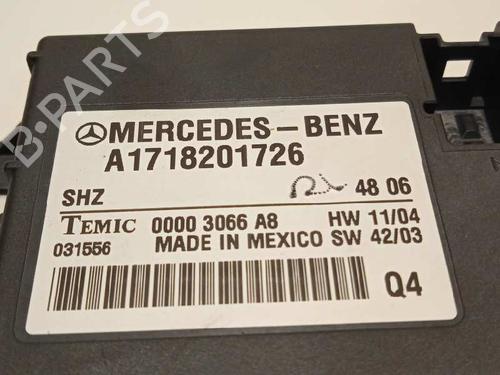 B-PARTS
MERCEDES-BENZ
A1718201726
SHZ 48 06
TEMIC 0000 3066 A8 HW 11/04
031556 MADE IN MEXICO SW 42/03
Q4